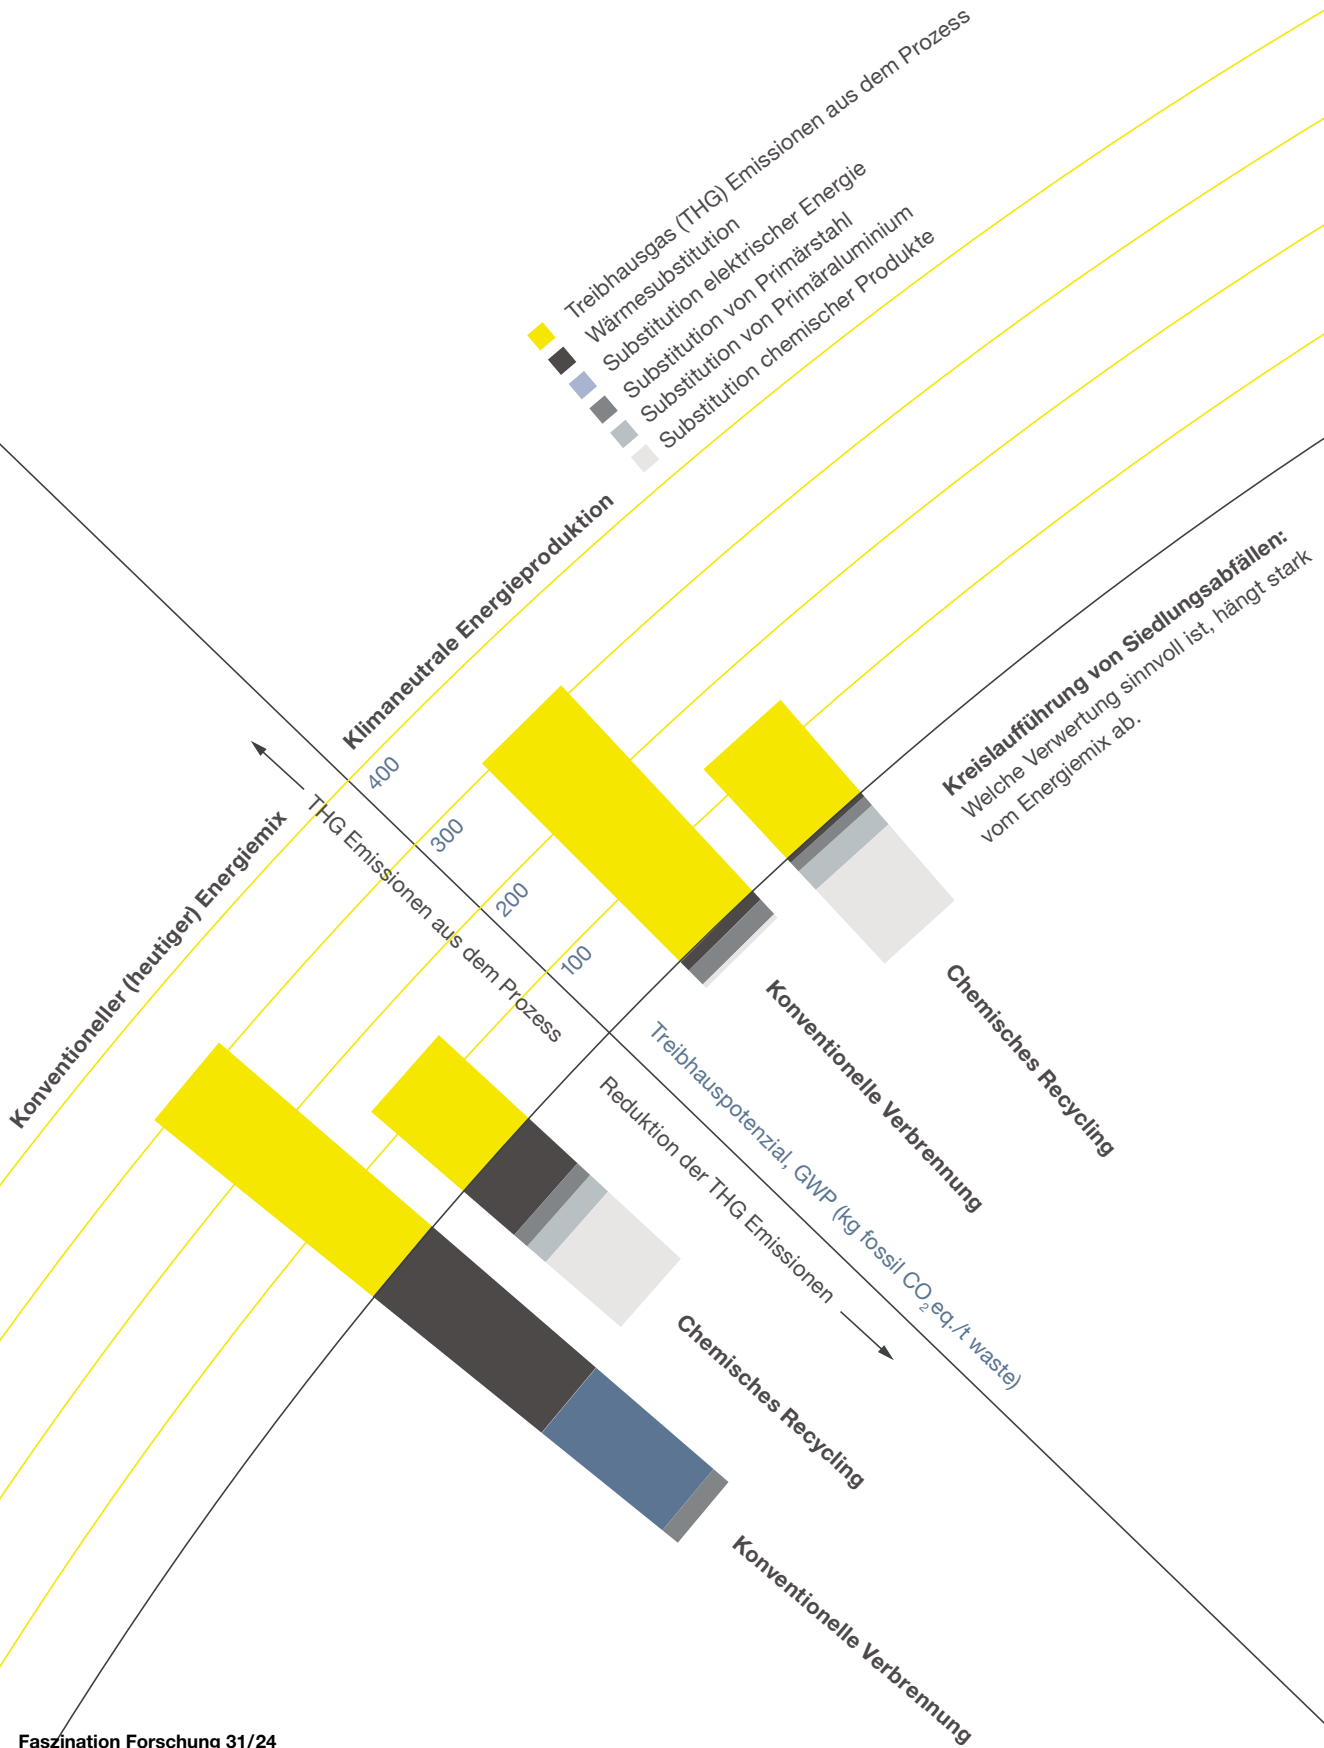 Treibhausgas (THG) Emissionen aus dem Prozess
Wärmesubstitution
Substitution elektrischer Energie
Substitution von Primärstahl
Substitution von Primäraluminium
Substitution chemischer Produkte
Klimaneutrale Energieproduktion
Konventioneller (heutiger) Energiemix
400
300
200
100
THG Emissionen aus dem Prozess
Reduktion der THG Emissionen
Treibhauspotenzial, GWP (kg fossil CO₂eq./t waste)
Kreislaufführung von Siedlungsabfällen:
Welche Verwertung sinnvoll ist, hängt stark
vom Energiemix ab.
Chemisches Recycling
Konventionelle Verbrennung
Chemisches Recycling
Konventionelle Verbrennung
Faszination Forschung 31/24